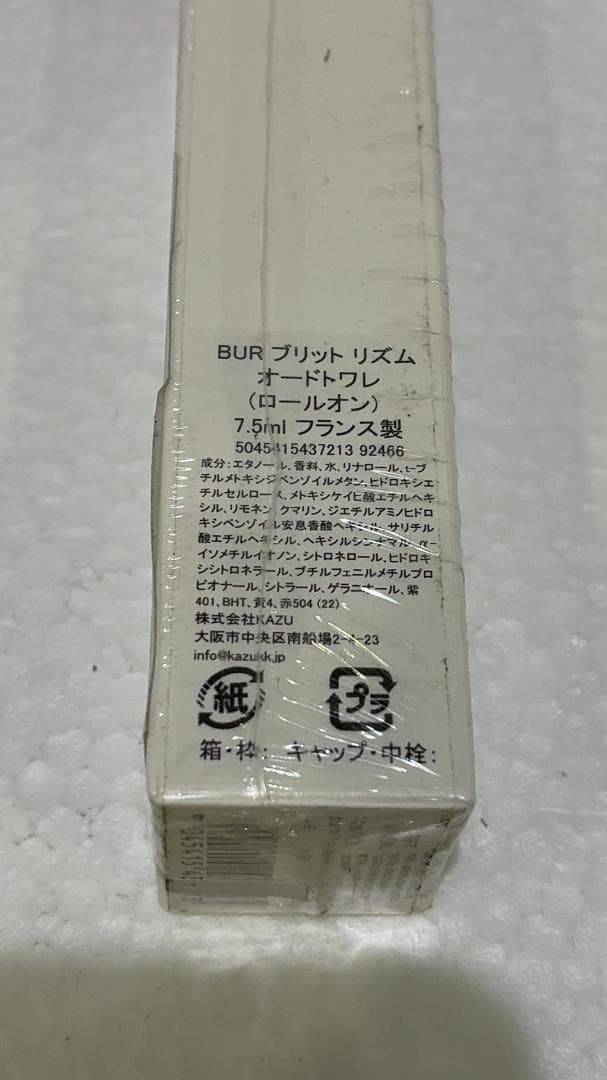 BUR ブリット リズム
オードトワレ
(ロールオン)
7.5ml フランス製
5045415437213 92466
成分:エタノール、香料、水、リナロール、t-ブ
チルメトキシジベンゾイルメタン、ヒドロキシエ
チルセルロース、メトキシケイヒ酸エチルヘキ
シル、リモネン、クマリン、ジエチルアミノヒドロ
キシベンゾイル安息香酸ヘキシル、サリチル
酸エチルヘキシル、ヘキシルシンナマル、α-
イソメチルイオノン、シトロネロール、ヒドロキ
シシトロネラール、ブチルフェニルメチルプロ
ピオナール、シトラール、ゲラニオール、紫
401、BHT、黄4、赤504 (22)
株式会社KAZU
大阪市中央区南船場2-4-23
info@kazukk.jp
紙 プラ
箱・枠: キャップ・中栓: